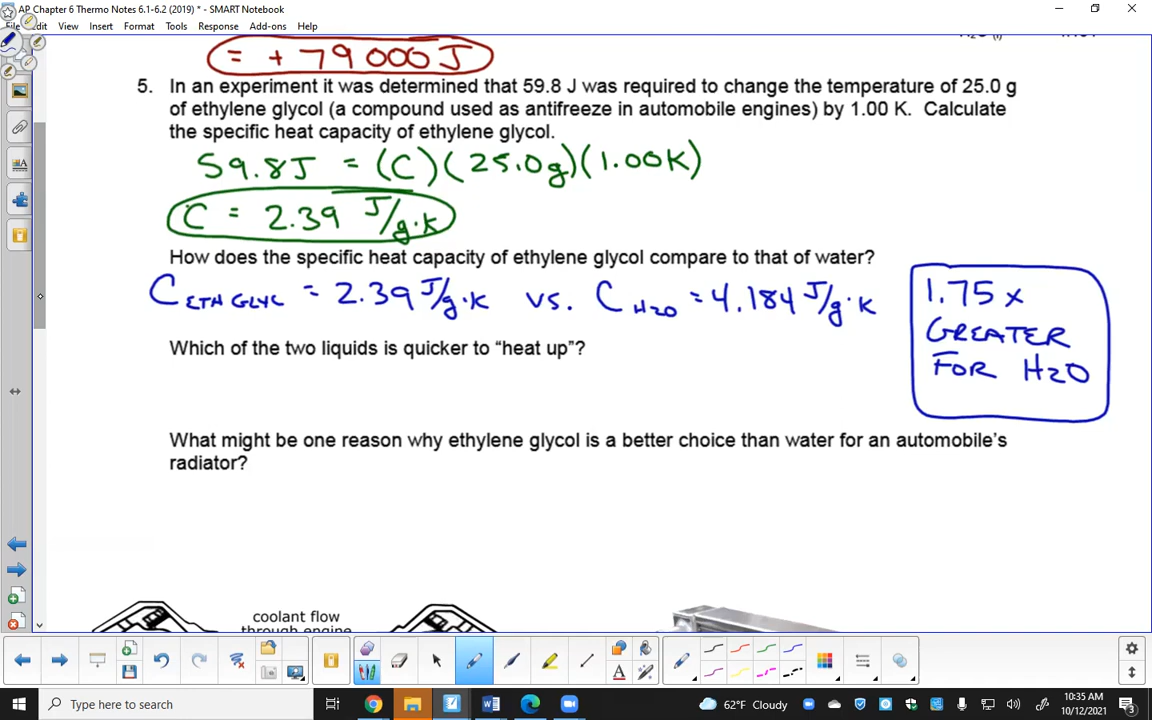 AP Chapter 6 Thermo Notes 6.1-6.2 (2019) * - SMART Notebook
Edit View Insert Format Tools Response Add-ons Help
= + 79000 J
5. In an experiment it was determined that 59.8 J was required to change the temperature of 25.0 g
of ethylene glycol (a compound used as antifreeze in automobile engines) by 1.00 K. Calculate
the specific heat capacity of ethylene glycol.
59.8J = (C)(25.0g)(1.00K)
C = 2.39 J/g·K
How does the specific heat capacity of ethylene glycol compare to that of water?
C ETH GLYC = 2.39 J/g·K vs. C H2O = 4.184 J/g·K
1.75 x
GREATER
FOR H2O
Which of the two liquids is quicker to “heat up”?
What might be one reason why ethylene glycol is a better choice than water for an automobile’s
radiator?
coolant flow
through engine
Type here to search
62°F Cloudy
10:35 AM
10/12/2021
3